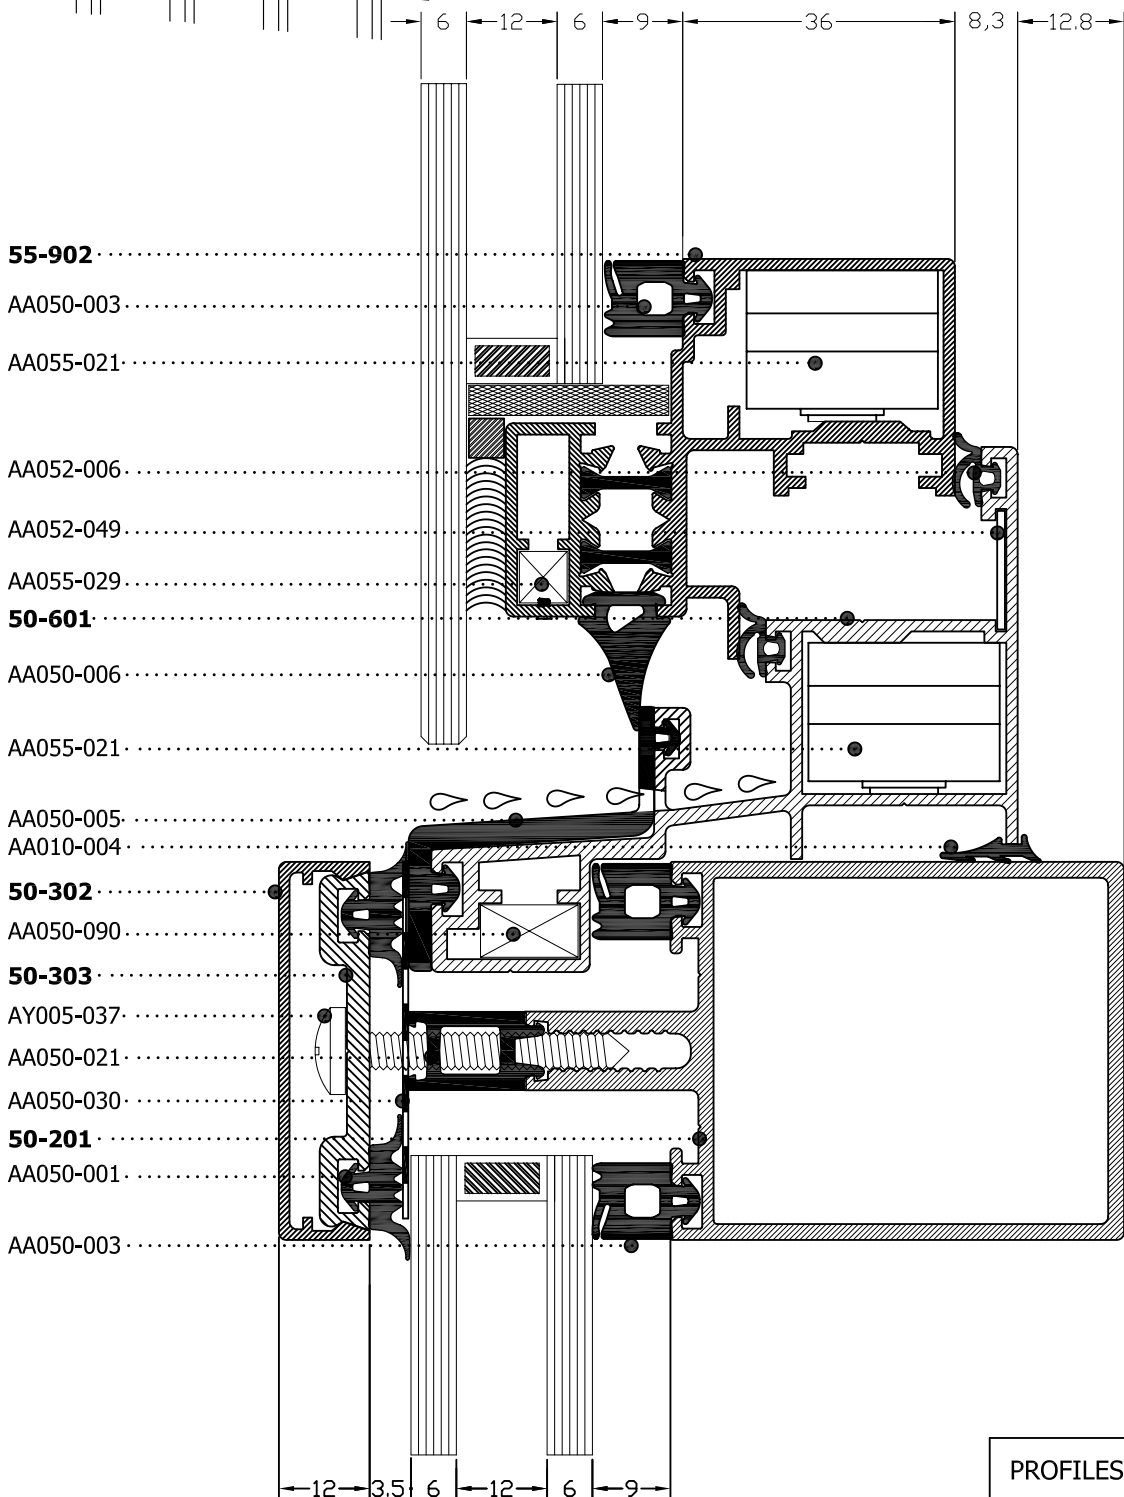 6 12 6 9 36 8,3 12.8
55-902
AA050-003
AA055-021
AA052-006
AA052-049
AA055-029
50-601
AA050-006
AA055-021
AA050-005
AA010-004
50-302
AA050-090
50-303
AY005-037
AA050-021
AA050-030
50-201
AA050-001
AA050-003
PROFILES
12 3.5 6 12 6 9